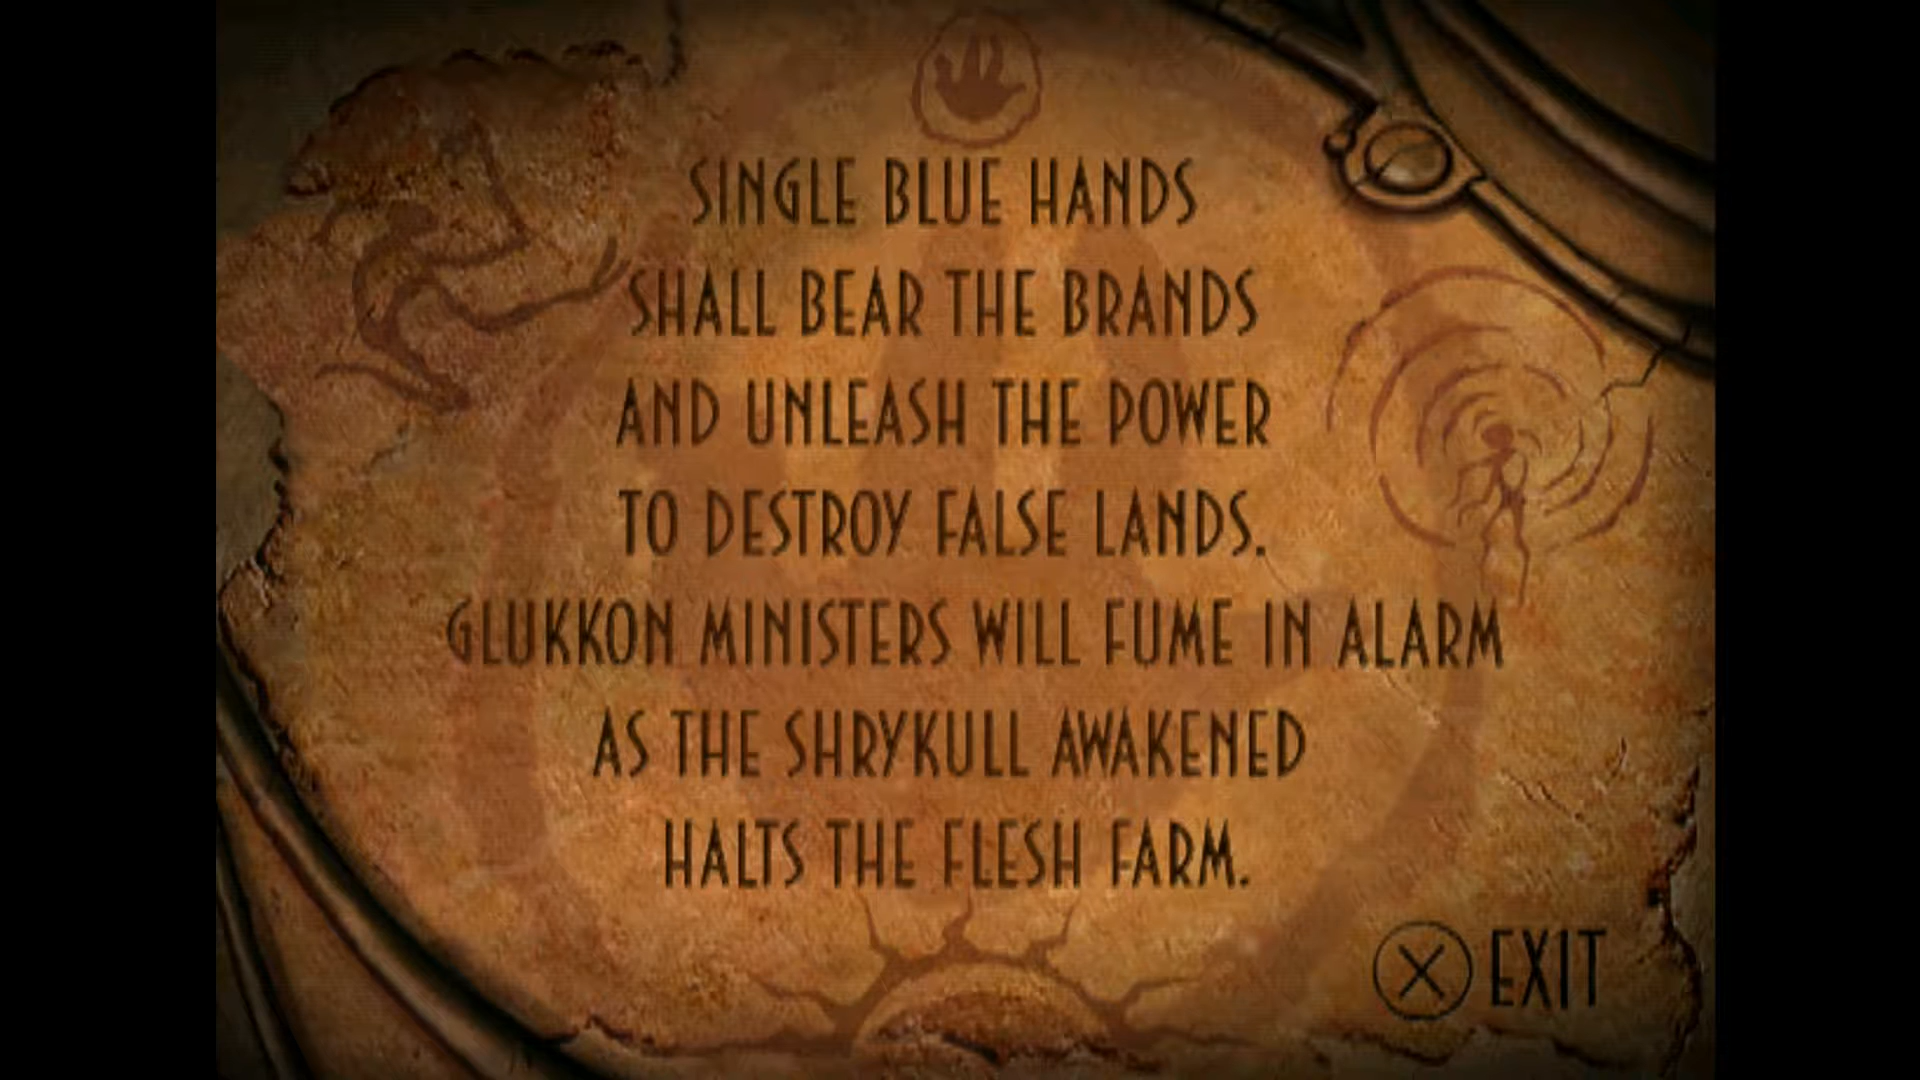 SINGLE BLUE HANDS
SHALL BEAR THE BRANDS
AND UNLEASH THE POWER
TO DESTROY FALSE LANDS.
GLUKKON MINISTERS WILL FUME IN ALARM
AS THE SHRYKULL AWAKENED
HALTS THE FLESH FARM.
X EXIT